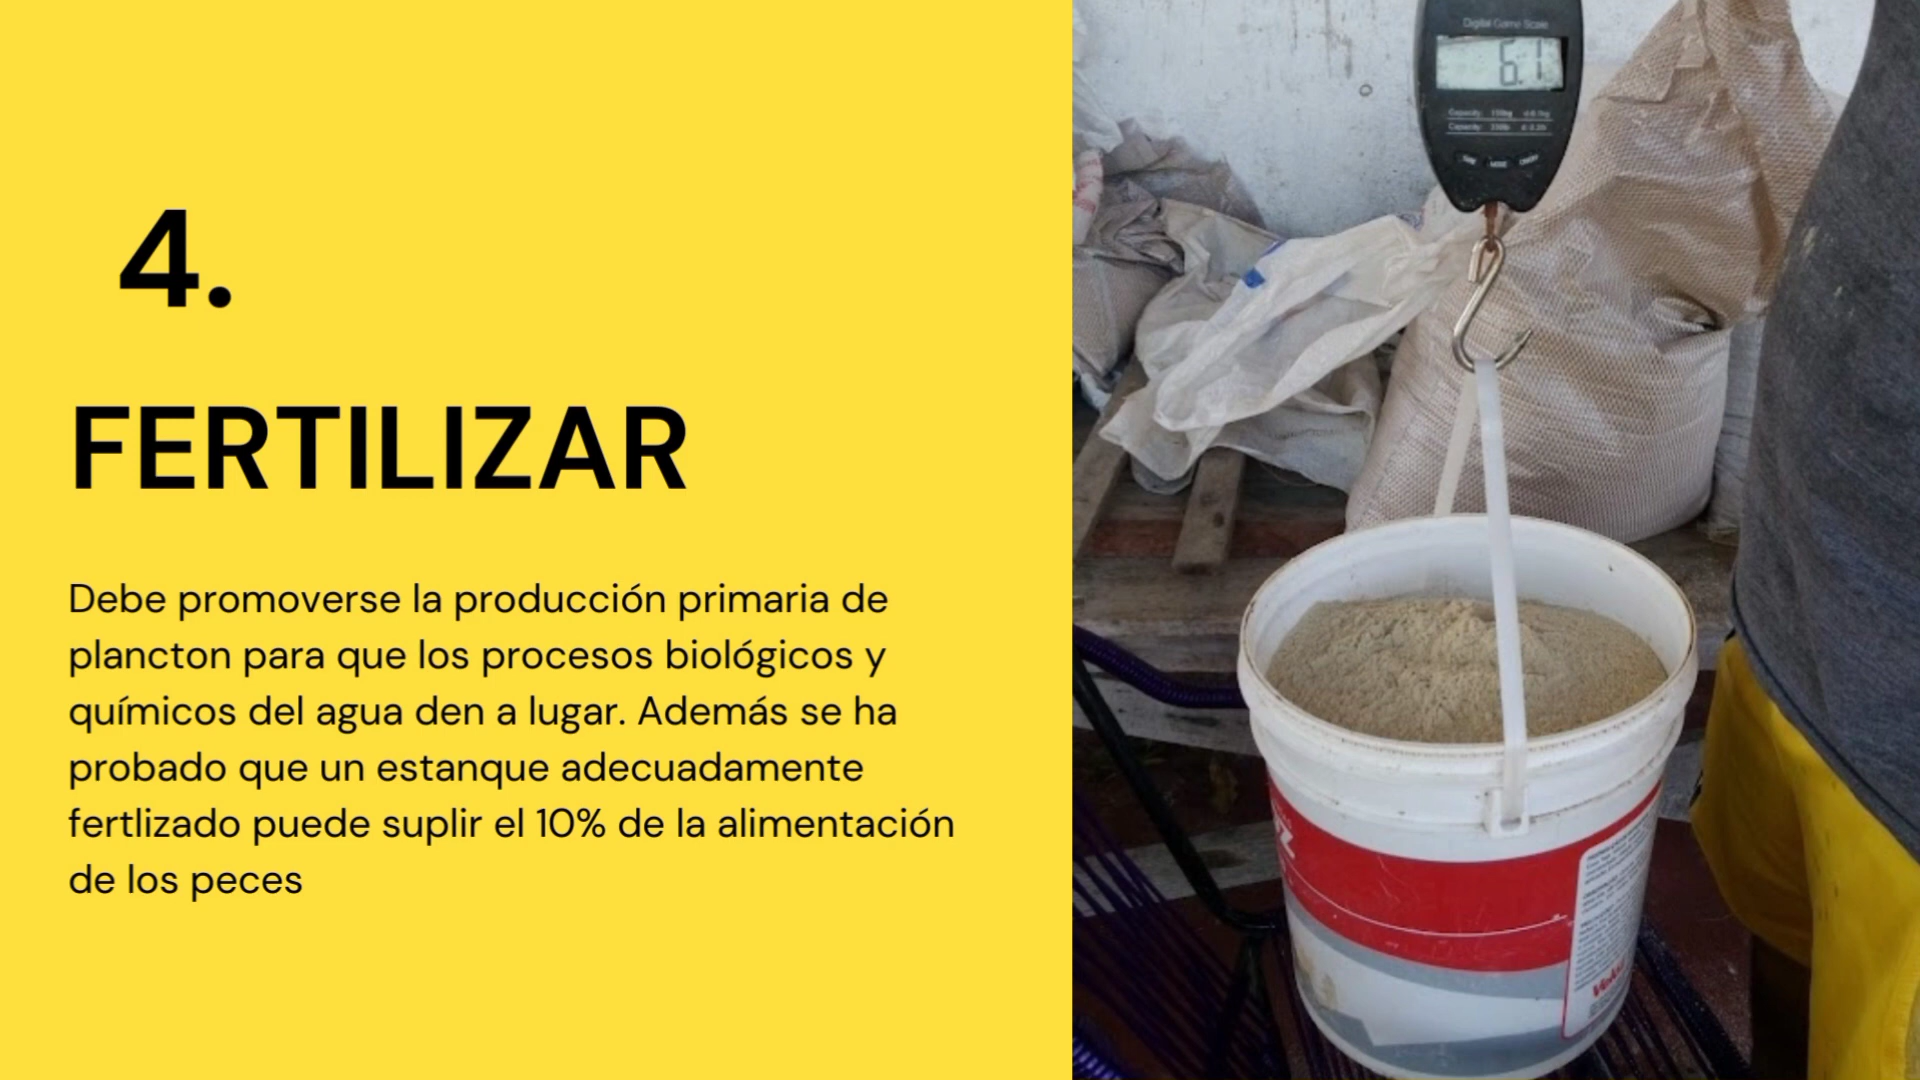 4.
FERTILIZAR
Debe promoverse la producción primaria de
plancton para que los procesos biológicos y
químicos del agua den a lugar. Además se ha
probado que un estanque adecuadamente
fertlizado puede suplir el 10% de la alimentación
de los peces
Digital Game Scale
6.1
Capacity:
Capacity: